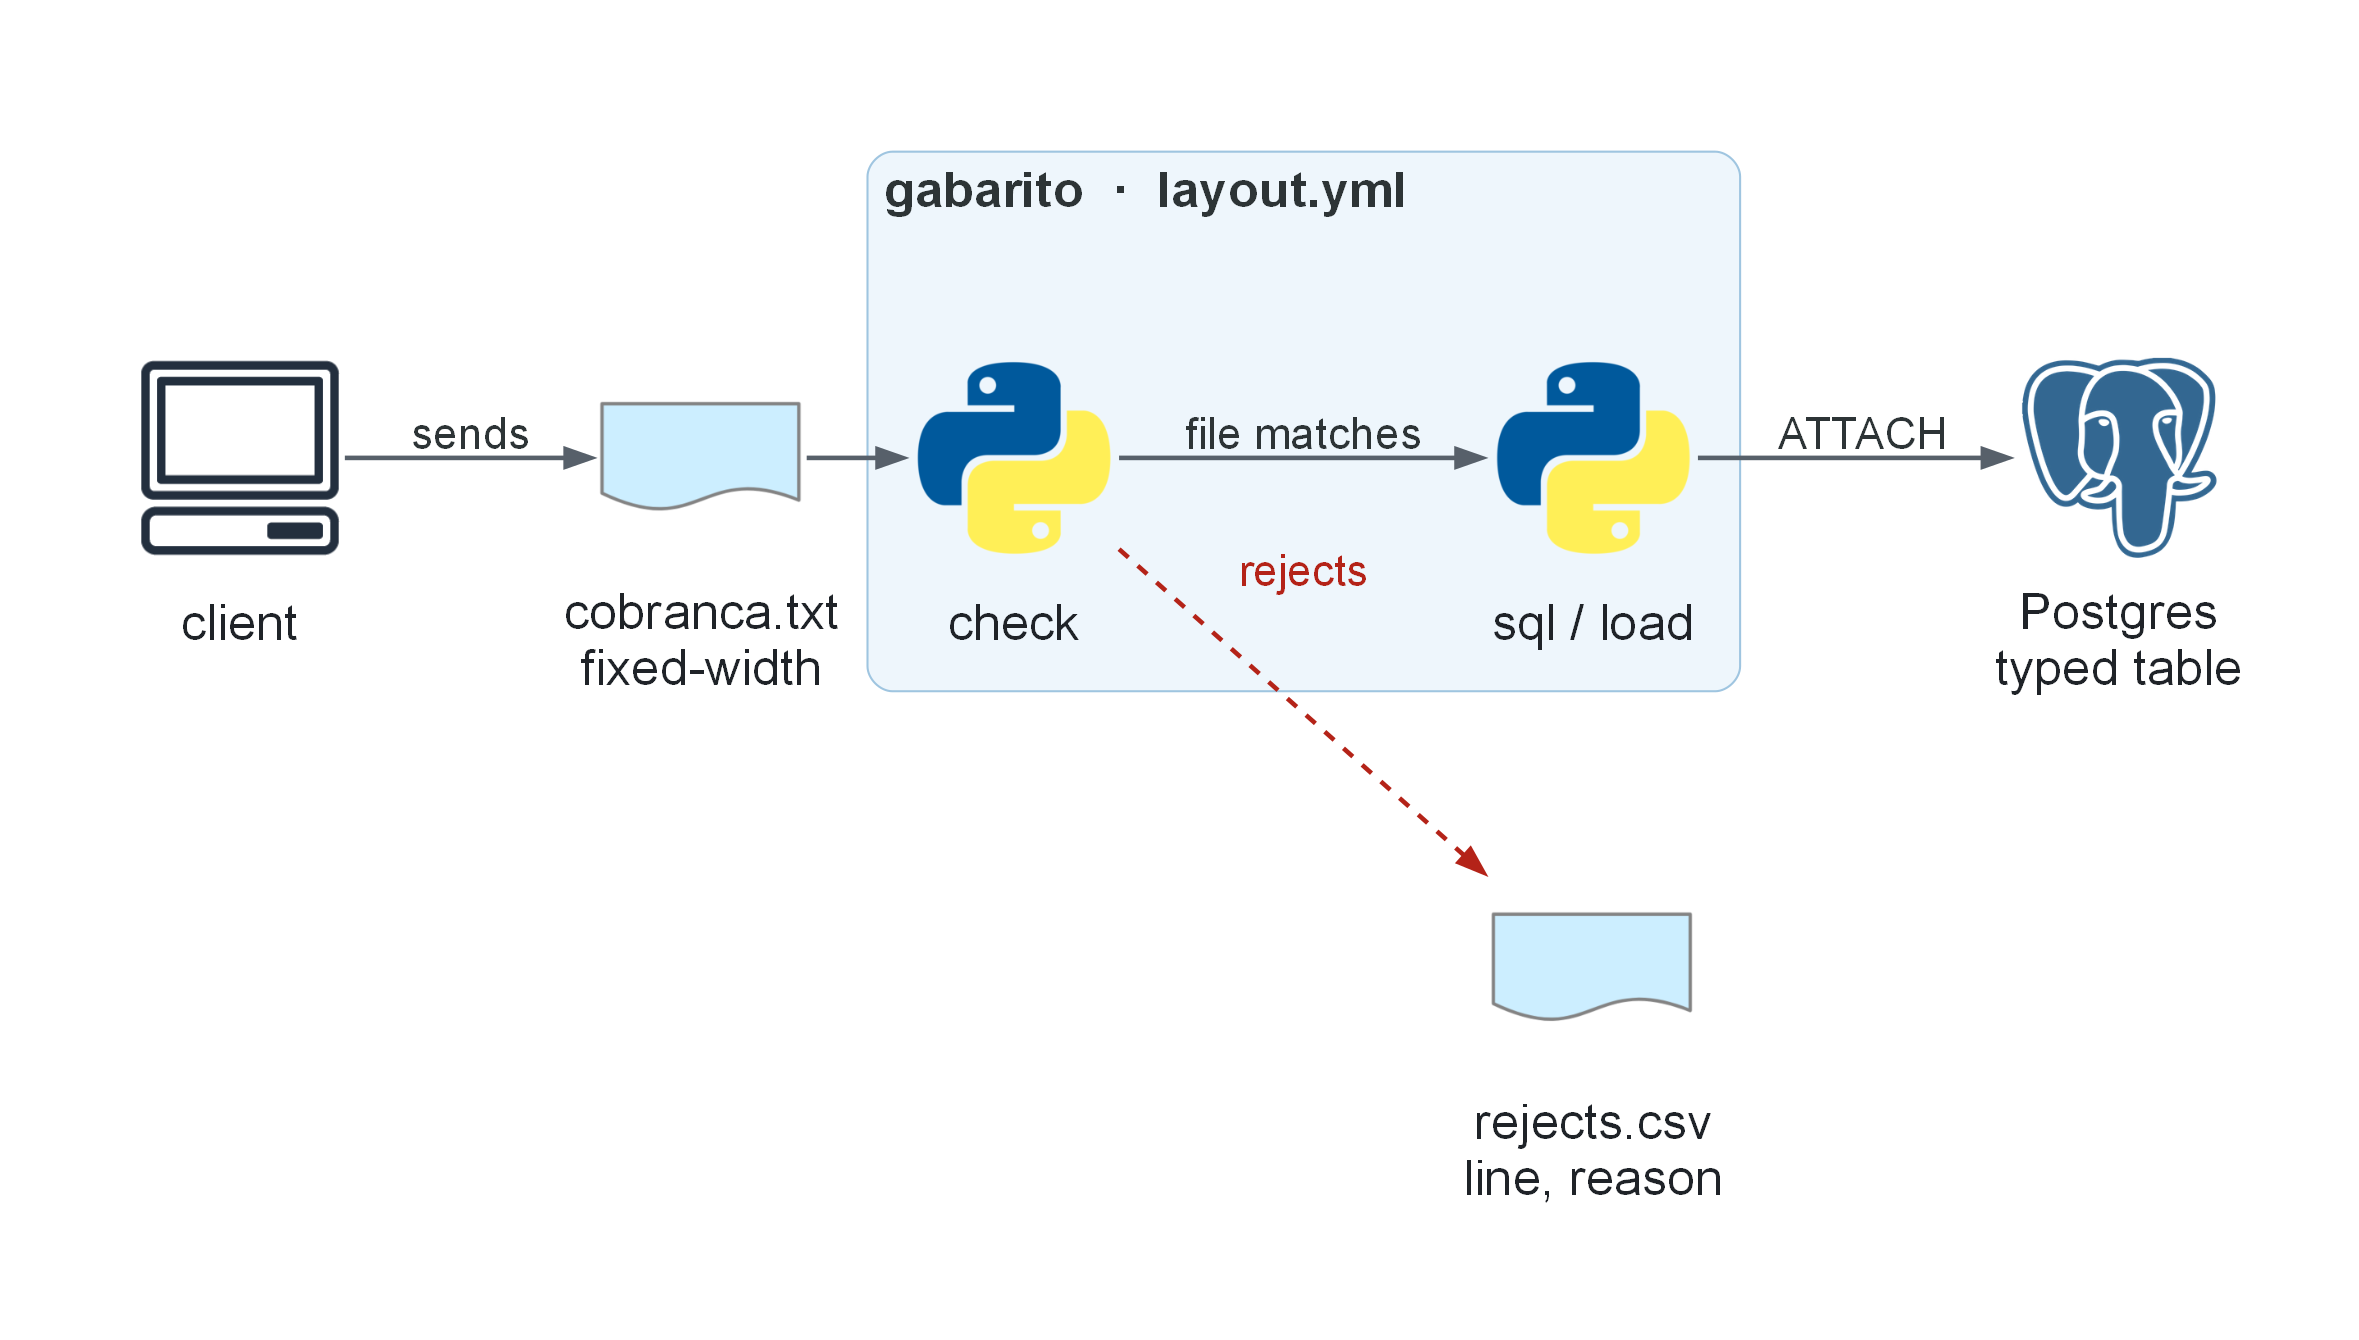 gabarito · layout.yml
sends
file matches
ATTACH
rejects
client
cobranca.txt
fixed-width
check
sql / load
Postgres
typed table
rejects.csv
line, reason